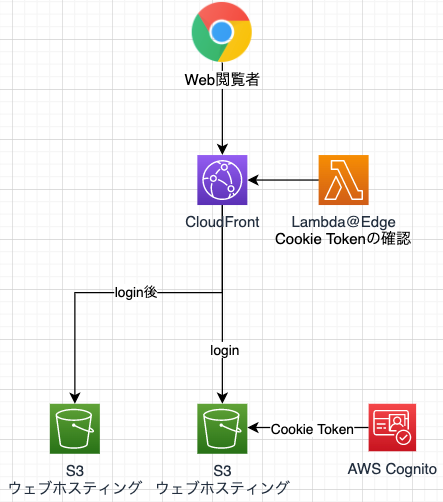 Web閲覧者
CloudFront
Lambda@Edge
Cookie Tokenの確認
login後
login
Cookie Token
S3
ウェブホスティング
S3
ウェブホスティング
AWS Cognito